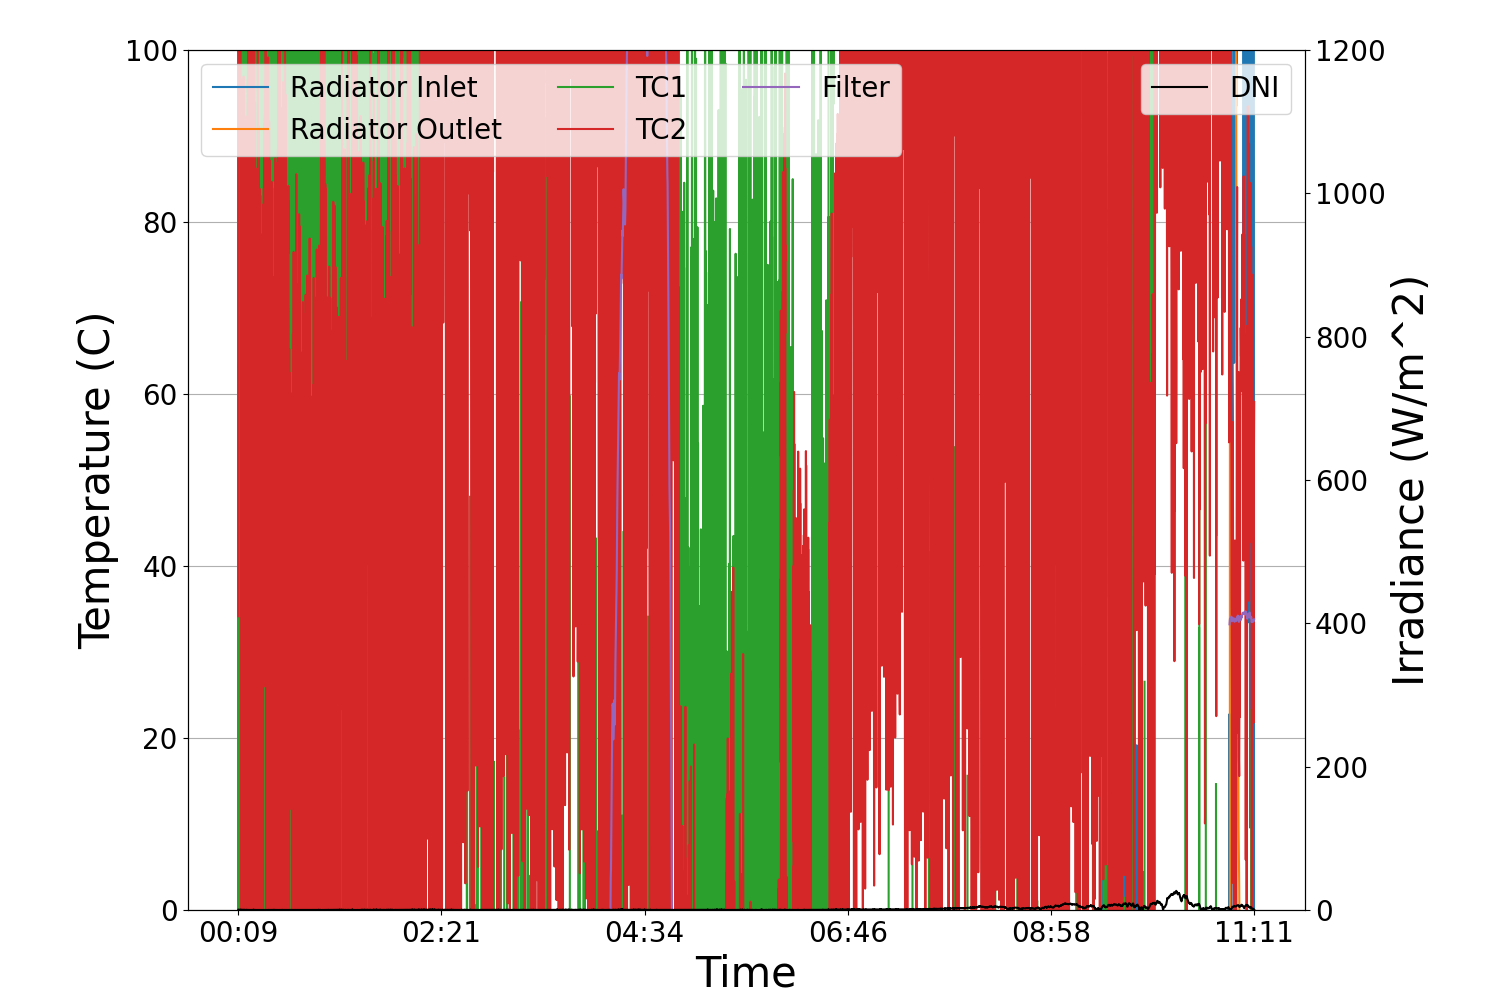 100
80
60
40
20
0
Temperature (C)
Radiator Inlet
Radiator Outlet
TC1
TC2
Filter
DNI
1200
1000
800
600
400
200
0
Irradiance (W/m^2)
00:09
02:21
04:34
06:46
08:58
11:11
Time